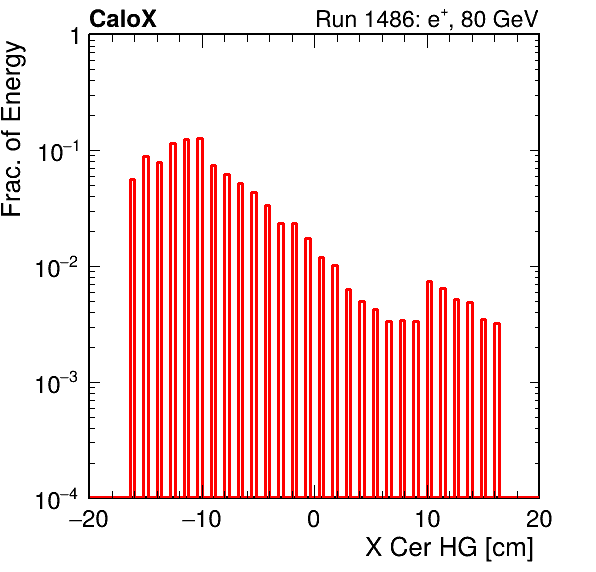 CaloX Run 1486: e⁺, 80 GeV
Frac. of Energy
1
10⁻¹
10⁻²
10⁻³
10⁻⁴
−20 −10 0 10 20
X Cer HG [cm]